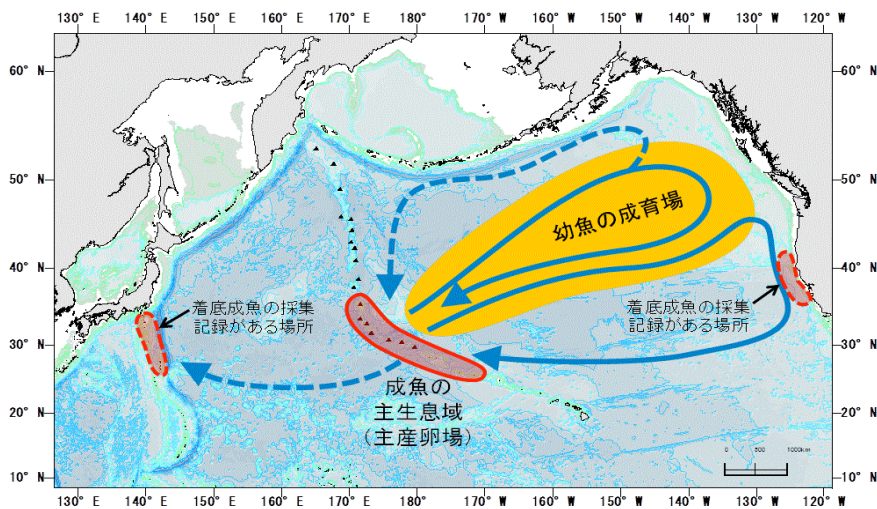 130° E 140° E 150° E 160° E 170° E 180° 170° W 160° W 150° W 140° W 130° W 120° W
60° N 60° N
50° N 50° N
幼魚の成育場
40° N 40° N
着底成魚の採集
記録がある場所
着底成魚の採集
記録がある場所
30° N 30° N
成魚の
主生息域
(主産卵場)
20° N 20° N
0 500 1000km
10° N 10° N
130° E 140° E 150° E 160° E 170° E 180° 170° W 160° W 150° W 140° W 130° W 120° W